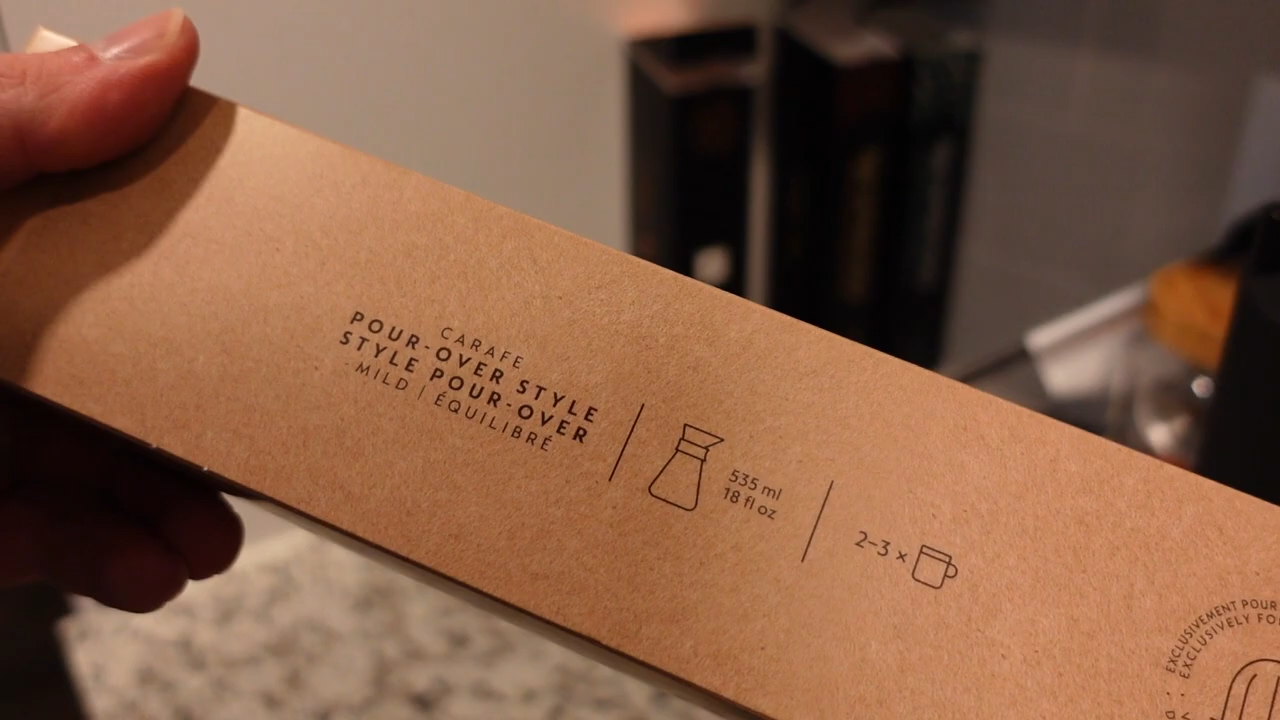 CARAFE
POUR-OVER STYLE
STYLE POUR-OVER
MILD | ÉQUILIBRÉ
535 ml
18 fl oz
2–3 ×
EXCLUSIVEMENT POUR
EXCLUSIVELY